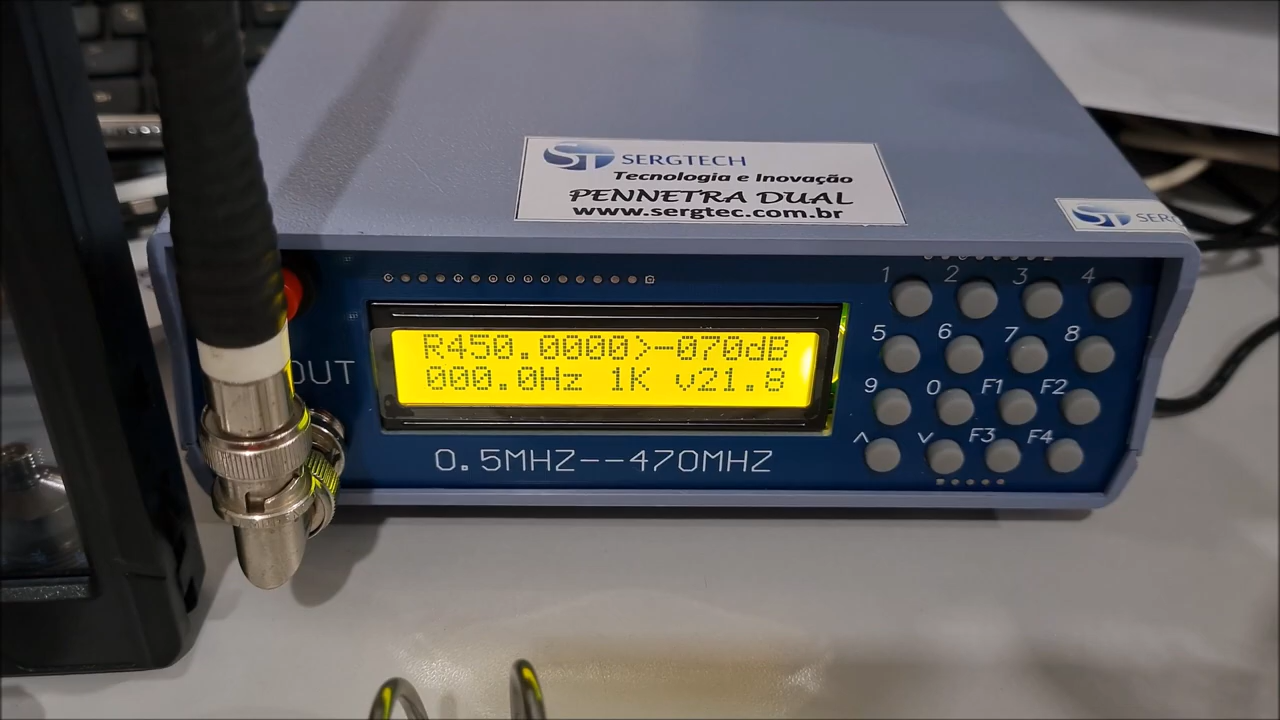 ST SERGTECH
Tecnologia e Inovação
PENNETRA DUAL
www.sergtec.com.br
ST SERG
OUT
R450.0000>-070dB
000.0Hz 1K v21.8
0.5MHZ--470MHZ
1 2 3 4
5 6 7 8
9 0 F1 F2
^ v F3 F4